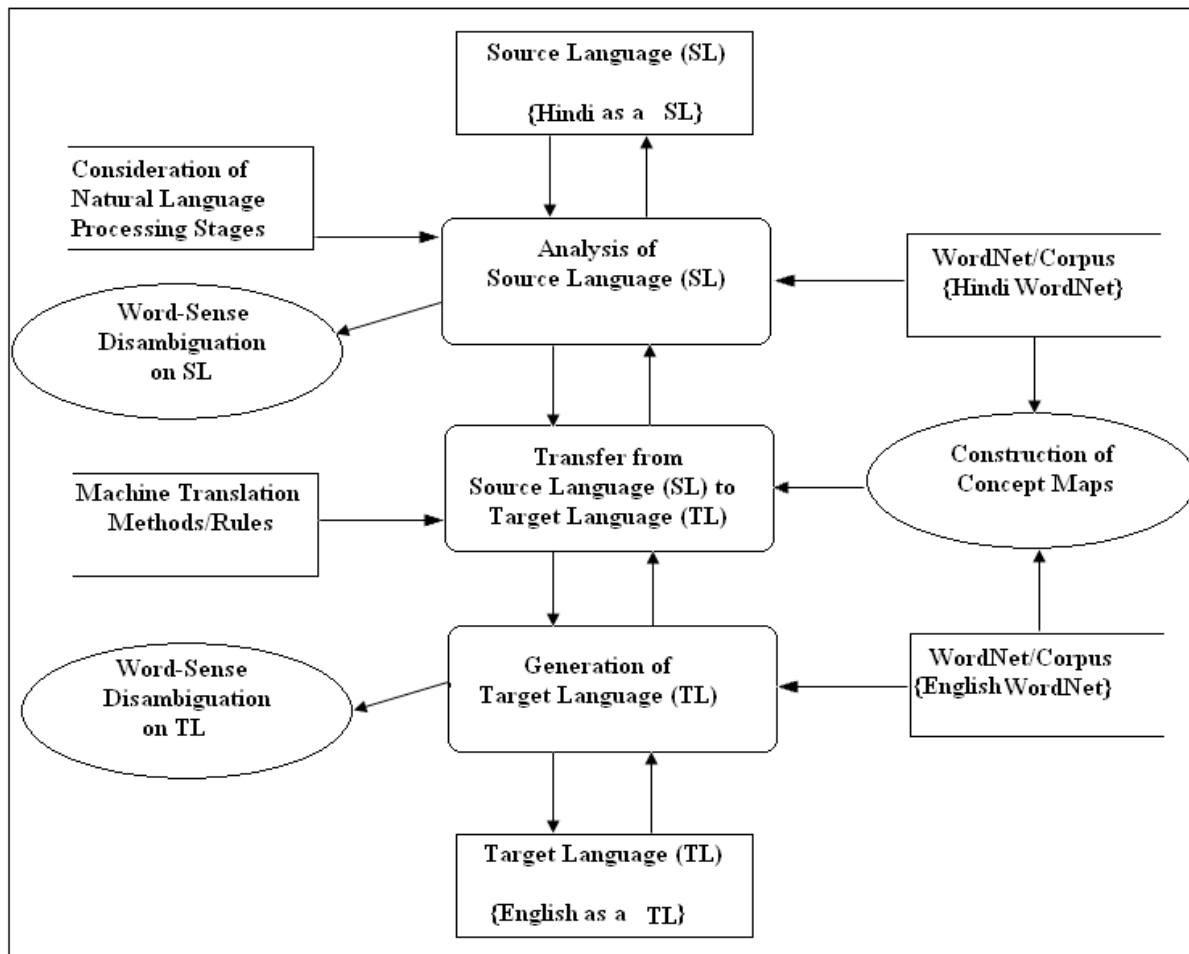 Source Language (SL)
{Hindi as a SL}
Consideration of
Natural Language
Processing Stages
Analysis of
Source Language (SL)
WordNet/Corpus
{Hindi WordNet}
Word-Sense
Disambiguation
on SL
Transfer from
Source Language (SL) to
Target Language (TL)
Construction of
Concept Maps
Machine Translation
Methods/Rules
Word-Sense
Disambiguation
on TL
Generation of
Target Language (TL)
WordNet/Corpus
{English WordNet}
Target Language (TL)
{English as a TL}